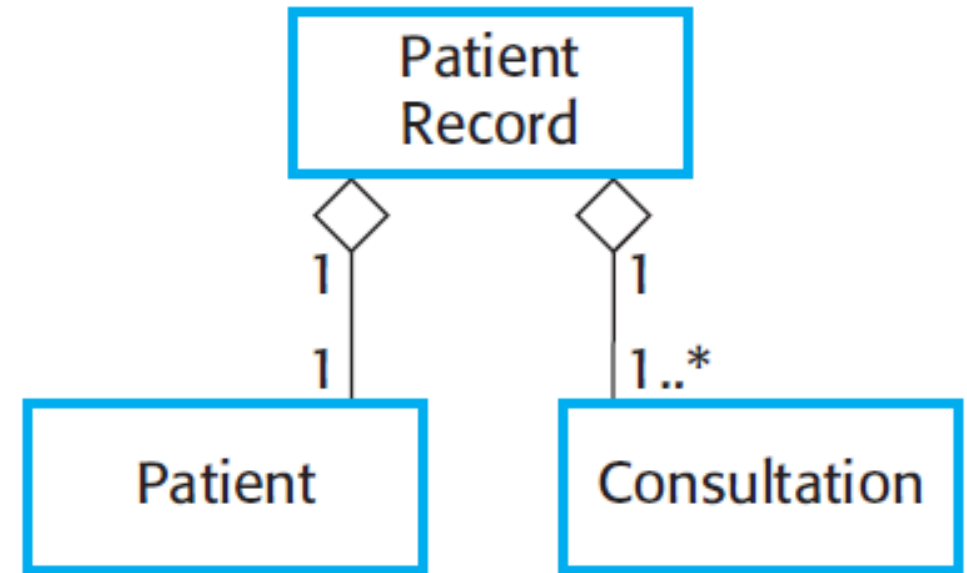 Patient
Record
1
1
1
1..*
Patient
Consultation